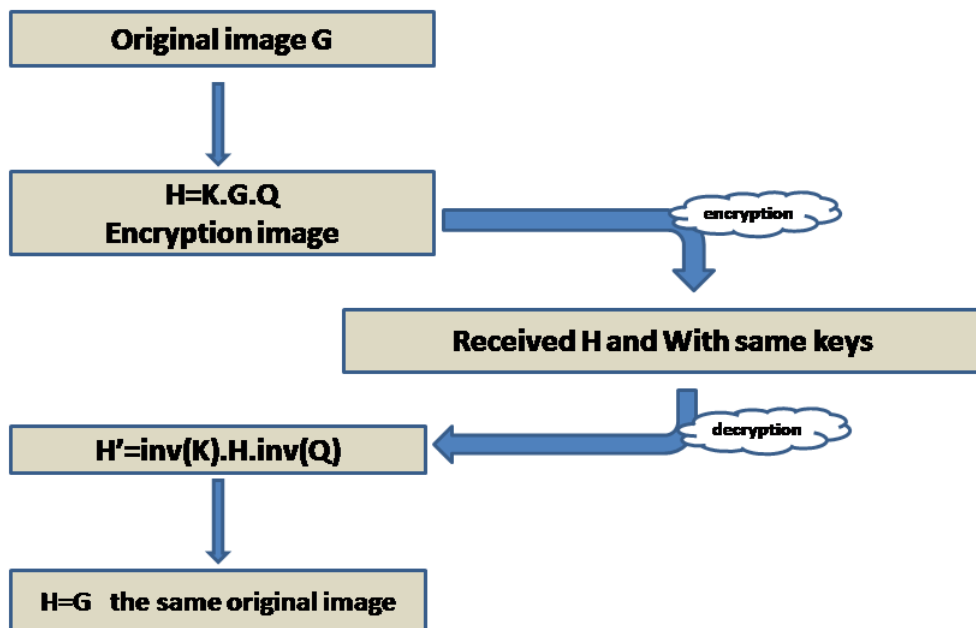 Original image G
H=K.G.Q
Encryption image
encryption
Received H and With same keys
decryption
H’=inv(K).H.inv(Q)
H=G the same original image